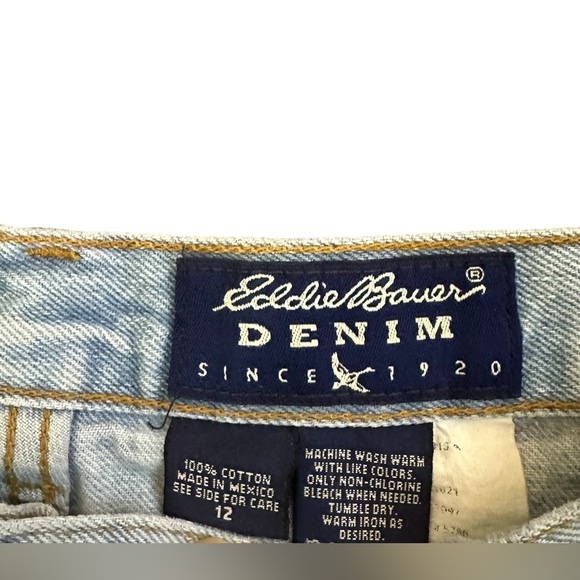 Eddie Bauer®
DENIM
SINCE 1920
100% COTTON
MADE IN MEXICO
SEE SIDE FOR CARE
12
MACHINE WASH WARM
WITH LIKE COLORS.
ONLY NON-CHLORINE
BLEACH WHEN NEEDED.
TUMBLE DRY.
WARM IRON AS
DESIRED.